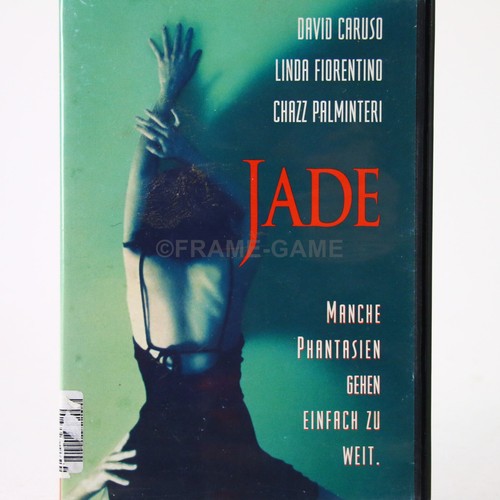 DAVID CARUSO
LINDA FIORENTINO
CHAZZ PALMINTERI
JADE
©FRAME-GAME
MANCHE
PHANTASIEN
GEHEN
EINFACH ZU
WEIT.